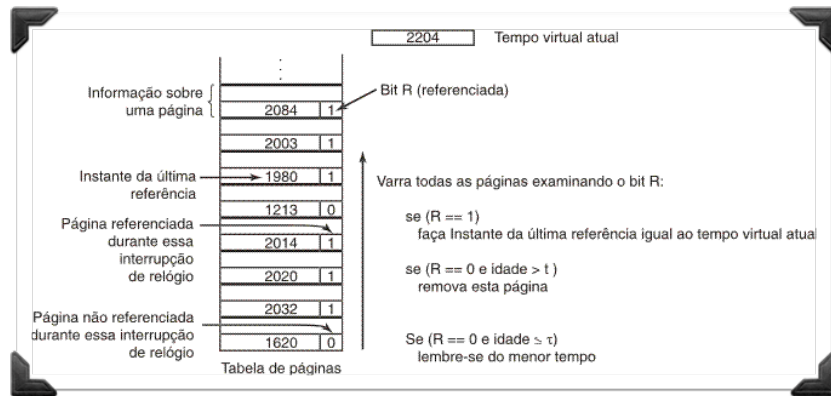 2204 Tempo virtual atual
Informação sobre
uma página
Bit R (referenciada)
2084 1
2003 1
Instante da última
referência
1980 1
1213 0
Página referenciada
durante essa
interrupção
de relógio
2014 1
2020 1
2032 1
Página não referenciada
durante essa interrupção
de relógio
1620 0
Tabela de páginas
Varra todas as páginas examinando o bit R:
se (R == 1)
faça Instante da última referência igual ao tempo virtual atual
se (R == 0 e idade > t )
remova esta página
Se (R == 0 e idade ≤ τ)
lembre-se do menor tempo